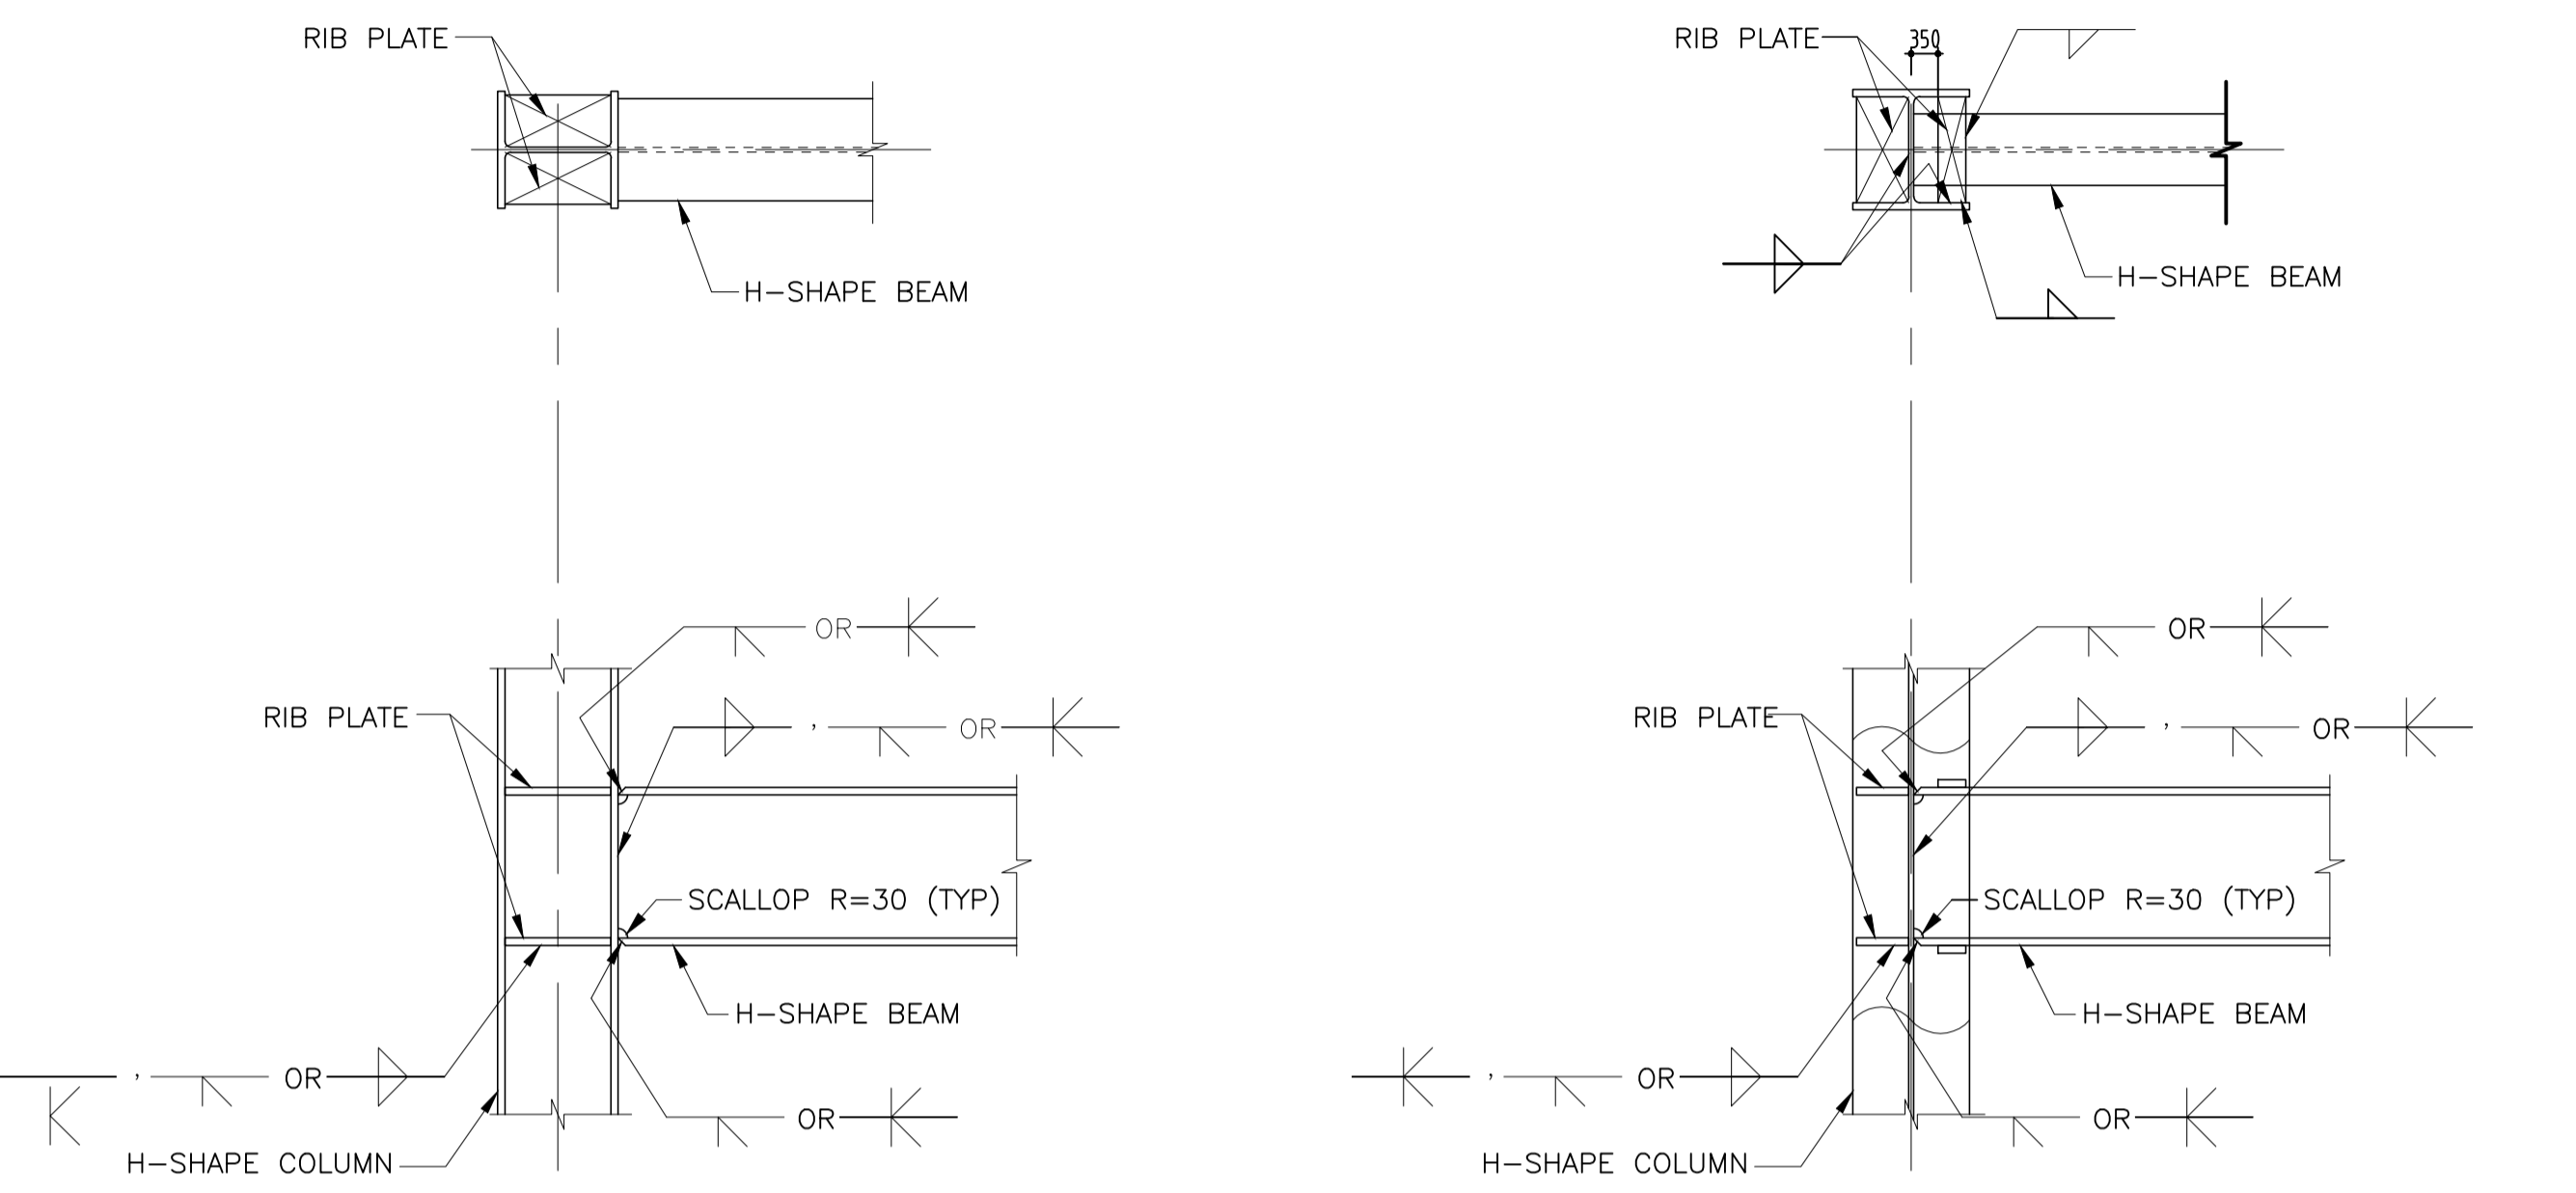 RIB PLATE
H-SHAPE BEAM
RIB PLATE
350
H-SHAPE BEAM
OR
RIB PLATE
, OR
SCALLOP R=30 (TYP)
H-SHAPE BEAM
, OR
OR
H-SHAPE COLUMN
OR
RIB PLATE
, OR
SCALLOP R=30 (TYP)
H-SHAPE BEAM
, OR
OR
H-SHAPE COLUMN